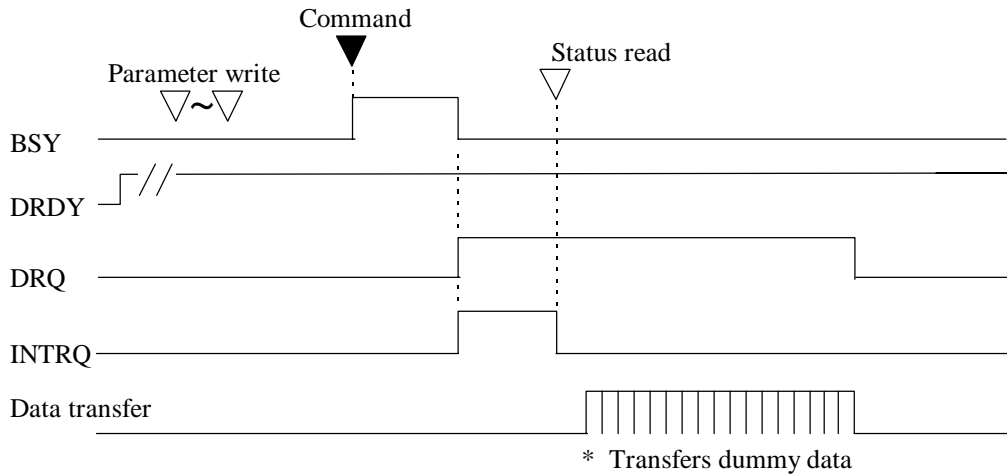 Command
Status read
Parameter write
~
BSY
DRDY
DRQ
INTRQ
Data transfer
* Transfers dummy data